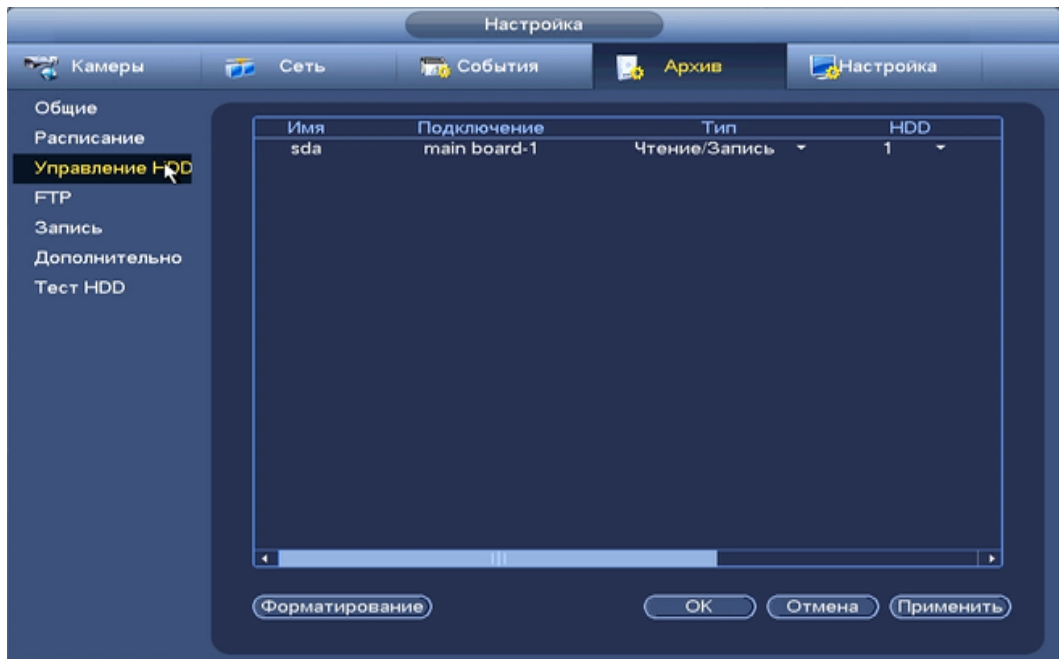 Настройка
Камеры Сеть События Архив Настройка
Общие
Расписание
Управление HDD
FTP
Запись
Дополнительно
Тест HDD
Имя Подключение Тип HDD
sda main board-1 Чтение/Запись 1
Форматирование OK Отмена Применить